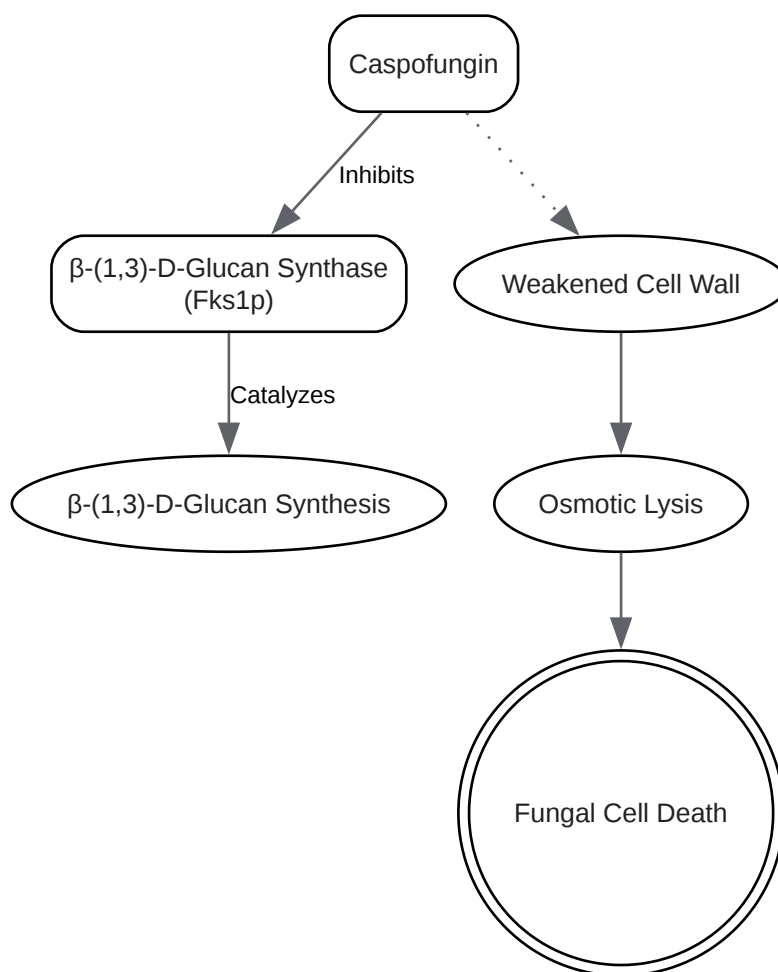 Caspofungin
Inhibits
β-(1,3)-D-Glucan Synthase
(Fks1p)
Weakened Cell Wall
Catalyzes
β-(1,3)-D-Glucan Synthesis
Osmotic Lysis
Fungal Cell Death